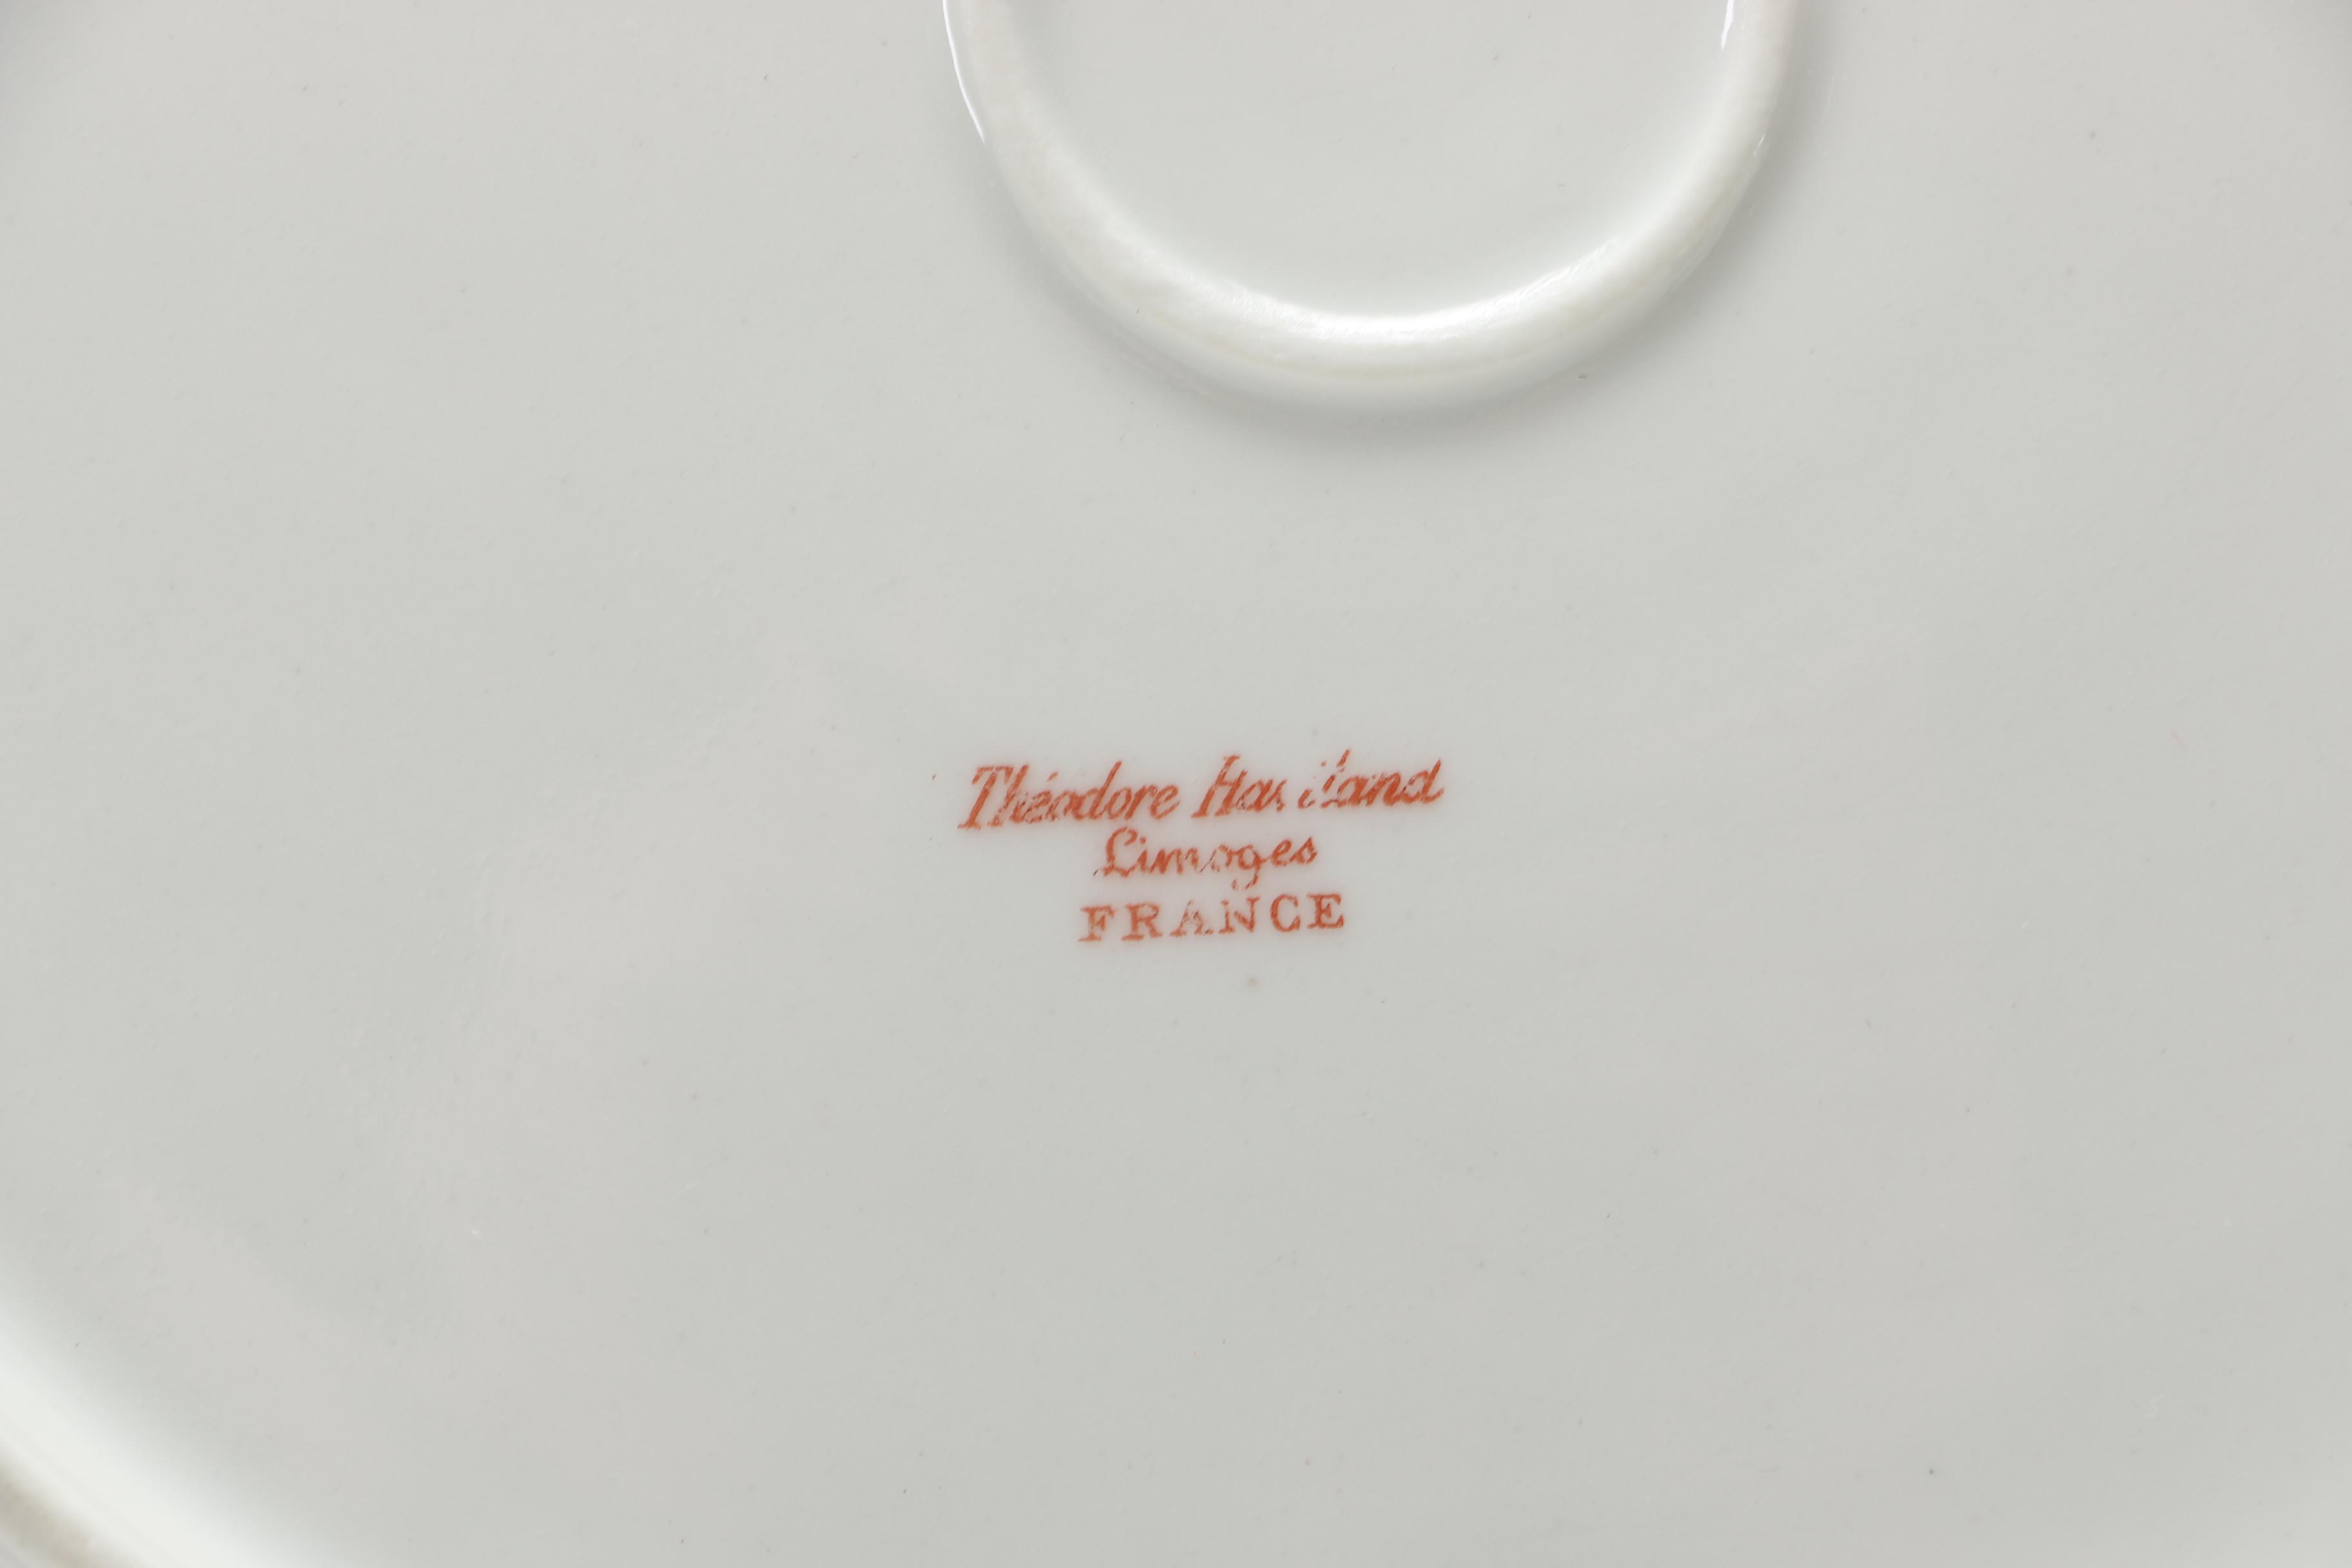 Théodore Haviland
Limoges
FRANCE